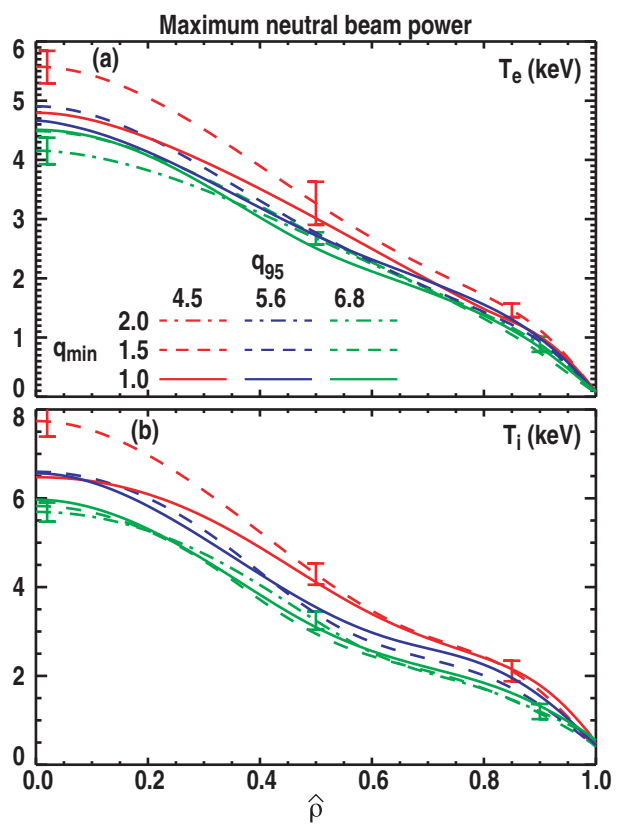 Maximum neutral beam power
6
(a)
T_e (keV)
5
4
3
q_95
2
4.5 5.6 6.8
2.0
q_min 1.5
1
1.0
0
8
(b)
T_i (keV)
6
4
2
0
0.0 0.2 0.4 0.6 0.8 1.0
ρ̂